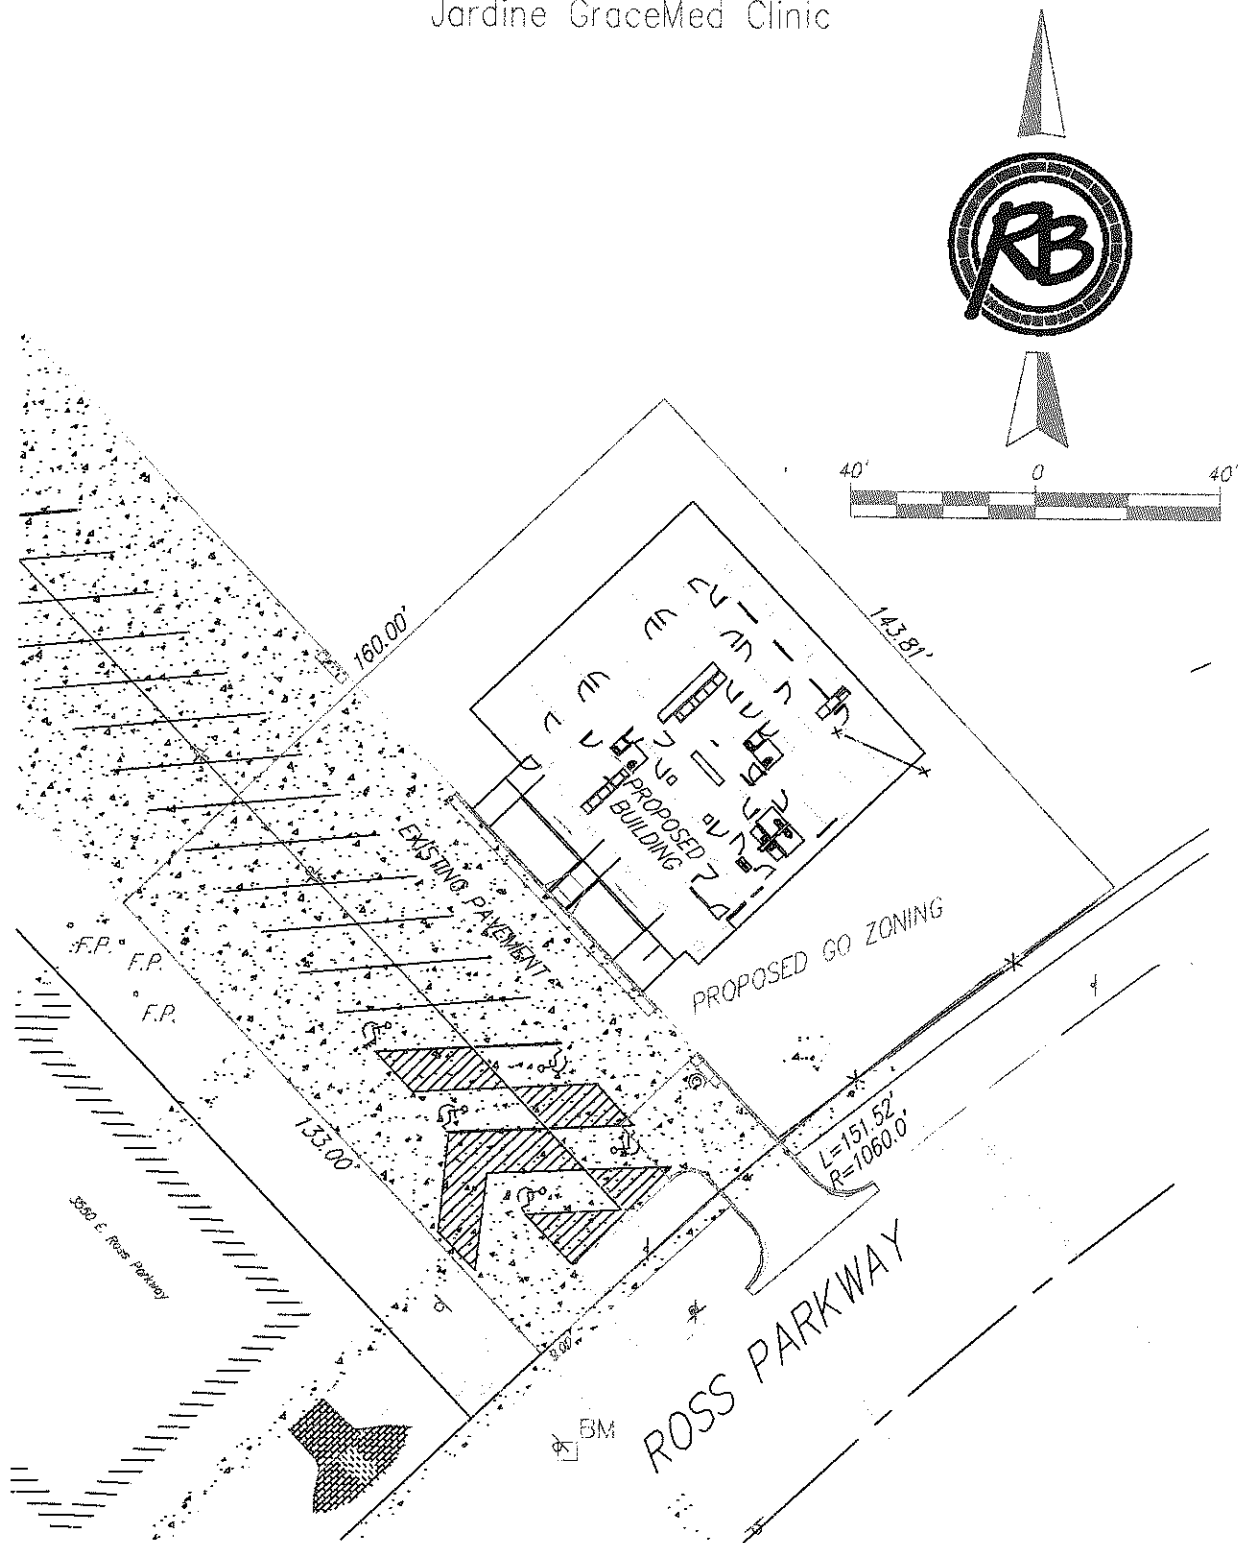 Jardine GraceMed Clinic
RB
40' 0 40'
160.00'
143.81'
PROPOSED
BUILDING
EXISTING PAVEMENT
PROPOSED GO ZONING
F.P.
F.P.
F.P.
133.00'
L=151.52'
R=1060.0'
3550 E. Ross Parkway
ROSS PARKWAY
BM